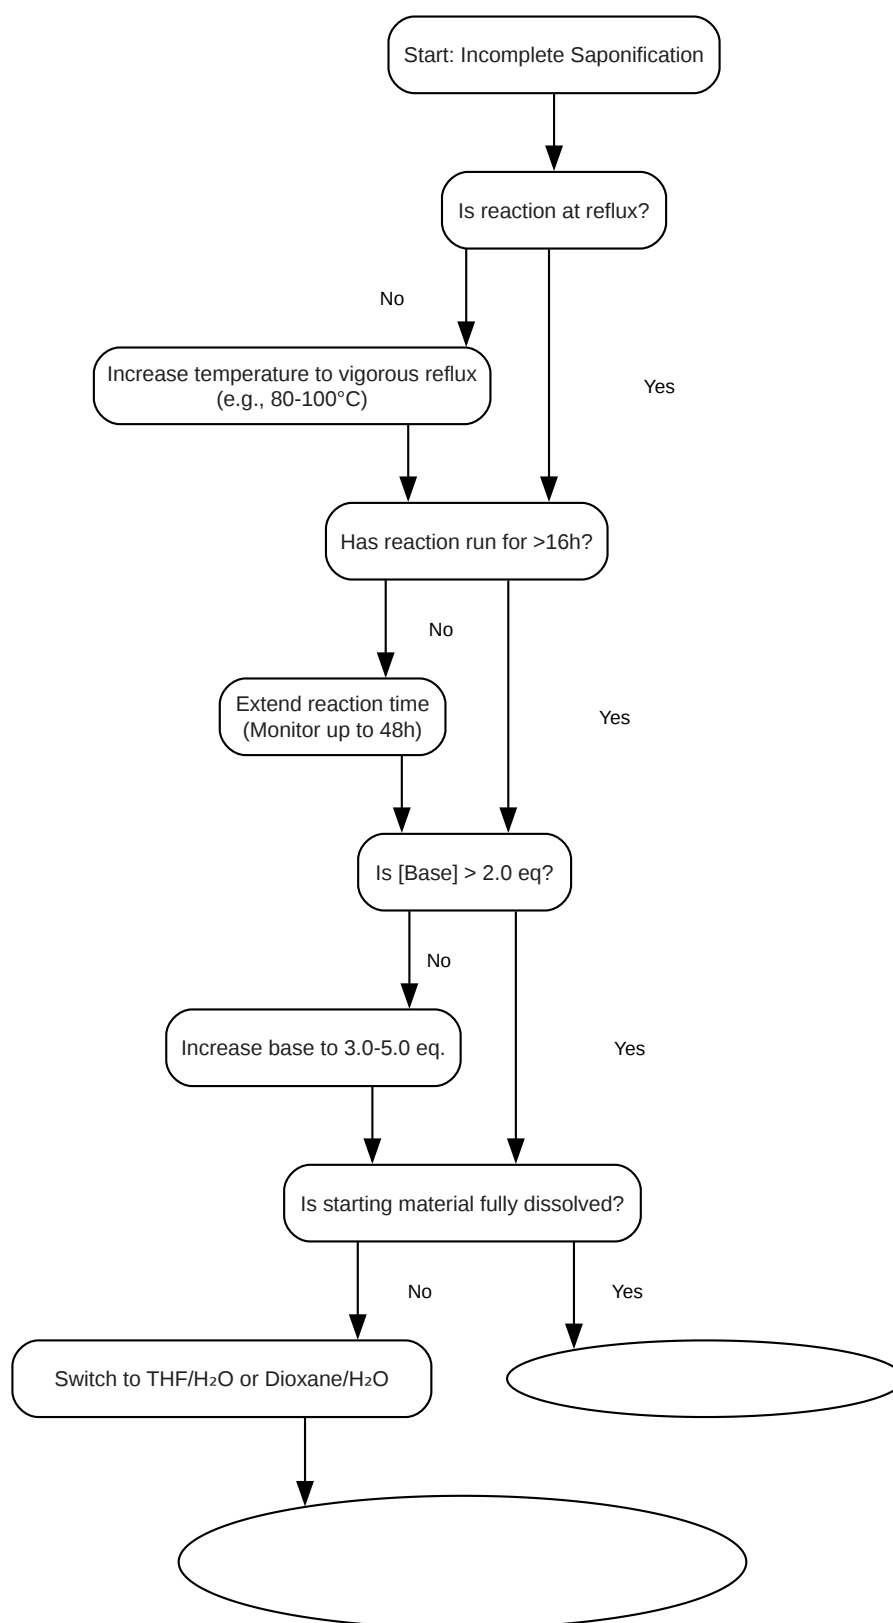 Start: Incomplete Saponification
Is reaction at reflux?
No
Increase temperature to vigorous reflux
(e.g., 80-100°C)
Yes
Has reaction run for >16h?
No
Extend reaction time
(Monitor up to 48h)
Yes
Is [Base] > 2.0 eq?
No
Increase base to 3.0-5.0 eq.
Yes
Is starting material fully dissolved?
No
Yes
Switch to THF/H₂O or Dioxane/H₂O